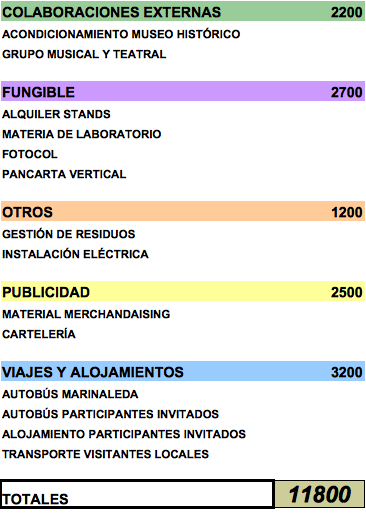 COLABORACIONES EXTERNAS 2200
ACONDICIONAMIENTO MUSEO HISTÓRICO
GRUPO MUSICAL Y TEATRAL
FUNGIBLE 2700
ALQUILER STANDS
MATERIA DE LABORATORIO
FOTOCOL
PANCARTA VERTICAL
OTROS 1200
GESTIÓN DE RESIDUOS
INSTALACIÓN ELÉCTRICA
PUBLICIDAD 2500
MATERIAL MERCHANDAISING
CARTELERÍA
VIAJES Y ALOJAMIENTOS 3200
AUTOBÚS MARINALEDA
AUTOBÚS PARTICIPANTES INVITADOS
ALOJAMIENTO PARTICIPANTES INVITADOS
TRANSPORTE VISITANTES LOCALES
TOTALES 11800